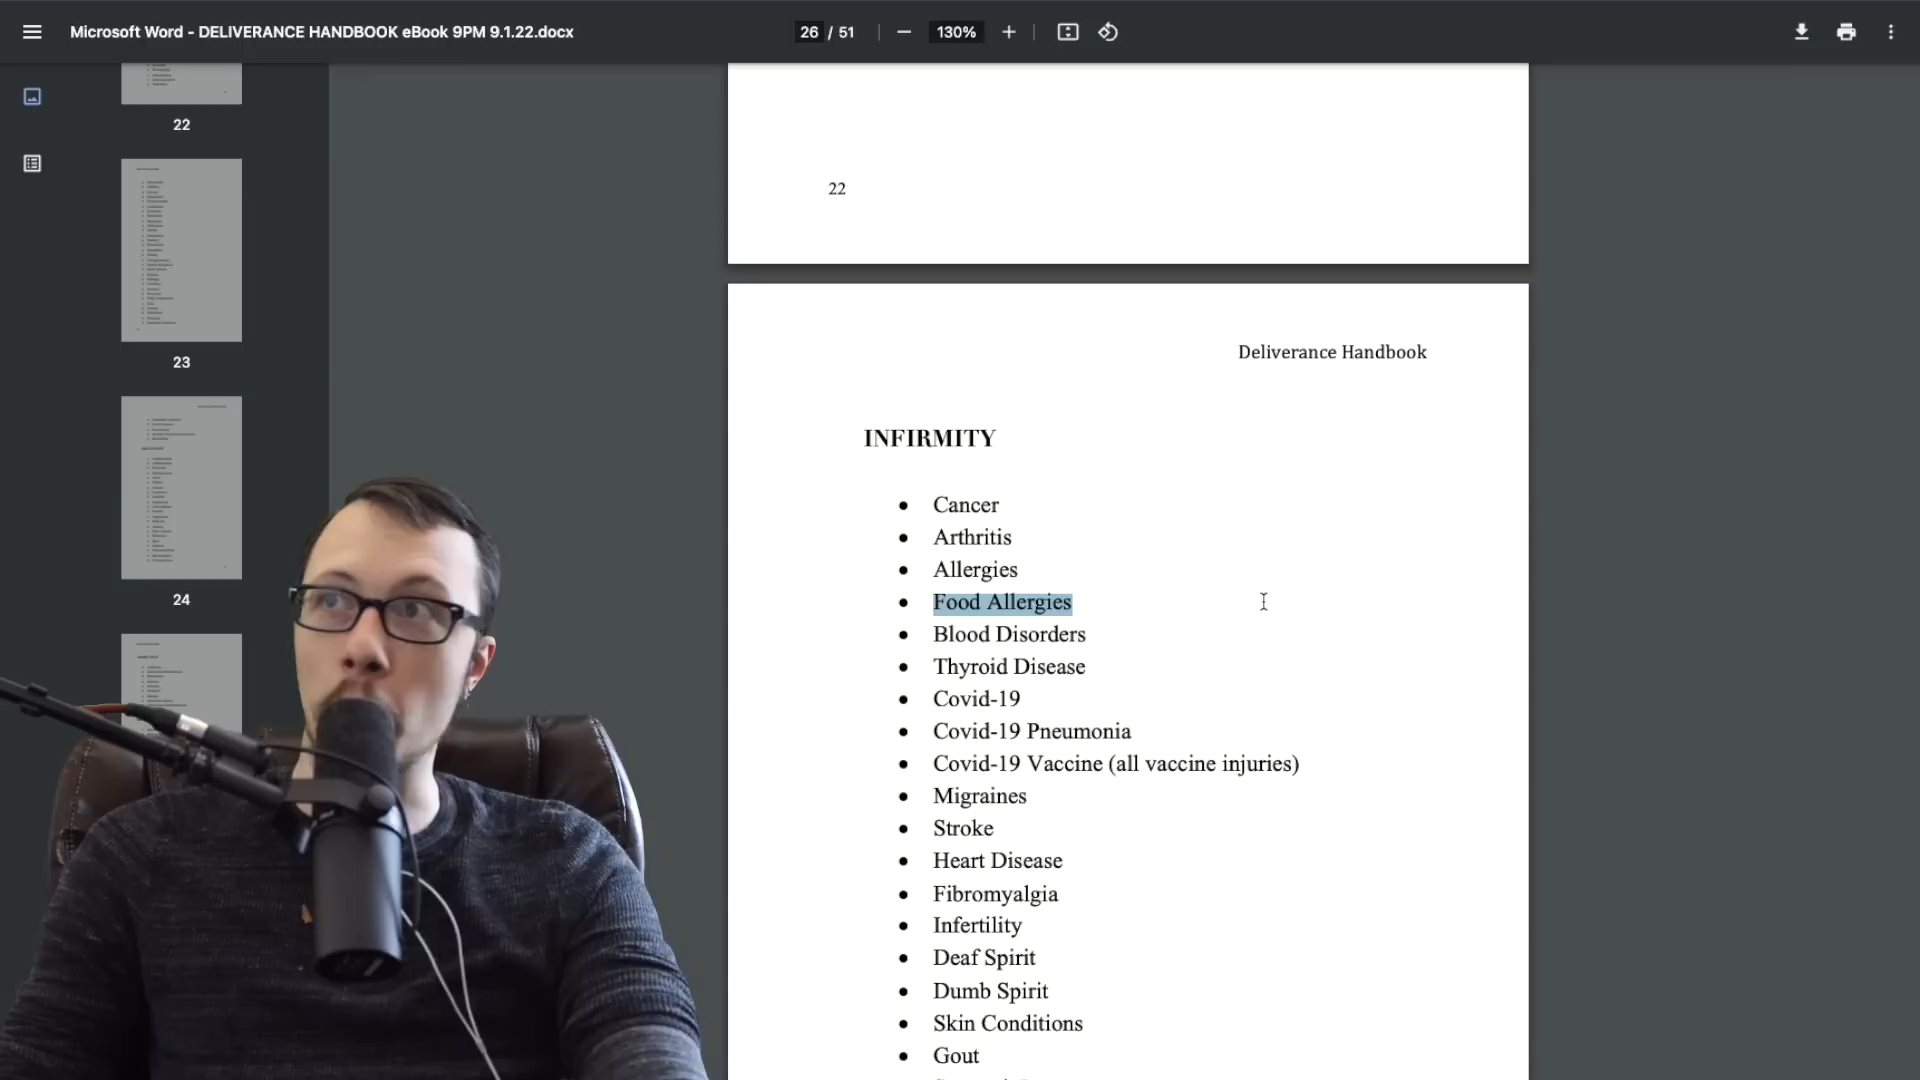 Microsoft Word - DELIVERANCE HANDBOOK eBook 9PM 9.1.22.docx
26 / 51
130%
22
23
24
22
Deliverance Handbook
INFIRMITY
• Cancer
• Arthritis
• Allergies
• Food Allergies
• Blood Disorders
• Thyroid Disease
• Covid-19
• Covid-19 Pneumonia
• Covid-19 Vaccine (all vaccine injuries)
• Migraines
• Stroke
• Heart Disease
• Fibromyalgia
• Infertility
• Deaf Spirit
• Dumb Spirit
• Skin Conditions
• Gout